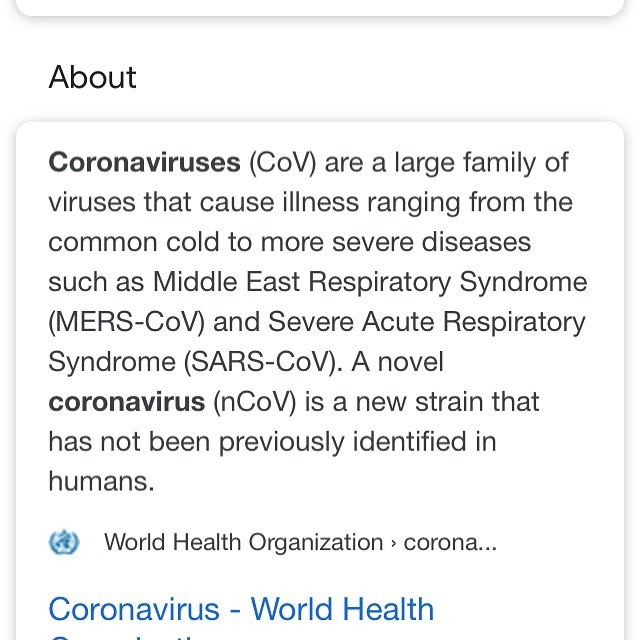 About
Coronaviruses (CoV) are a large family of
viruses that cause illness ranging from the
common cold to more severe diseases
such as Middle East Respiratory Syndrome
(MERS-CoV) and Severe Acute Respiratory
Syndrome (SARS-CoV). A novel
coronavirus (nCoV) is a new strain that
has not been previously identified in
humans.
World Health Organization › corona...
Coronavirus - World Health